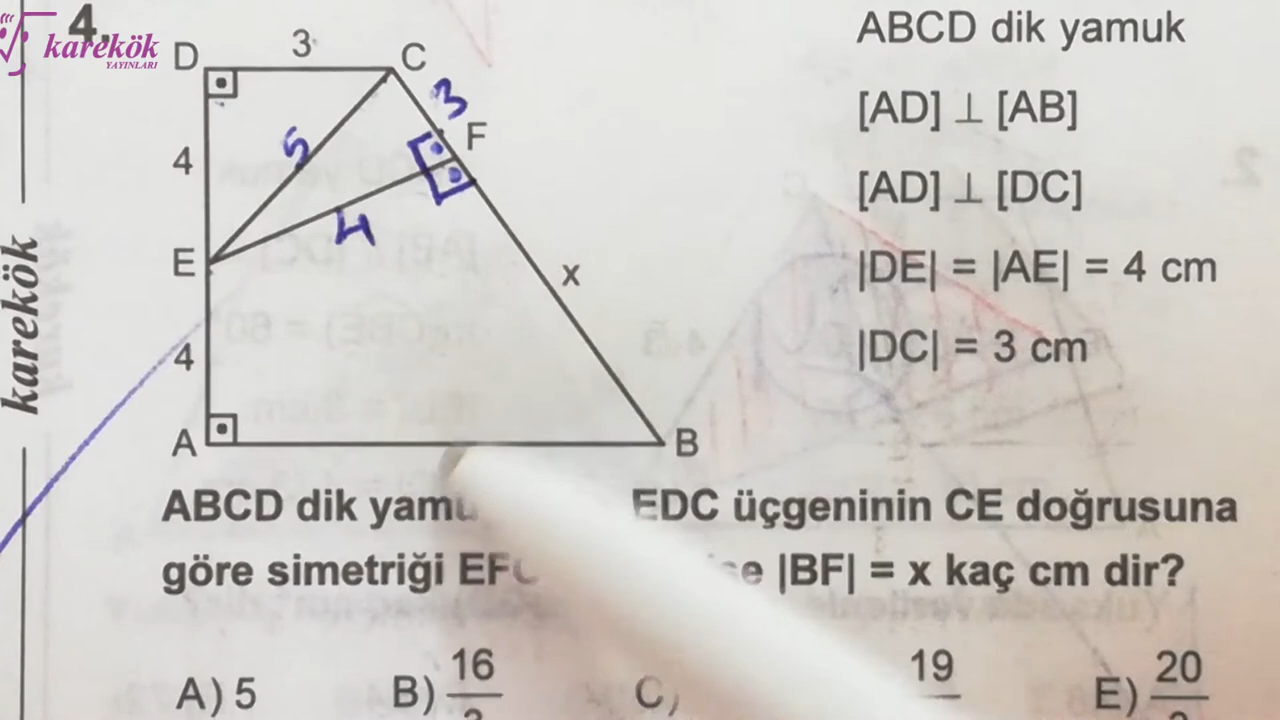 4.
karekök
YAYINLARI
karekök
D 3 C
3
F
4 5
4
E
x
4
A B
ABCD dik yamuk
[AD] ⊥ [AB]
[AD] ⊥ [DC]
|DE| = |AE| = 4 cm
|DC| = 3 cm
ABCD dik EDC üçgeninin CE doğrusuna
göre simetriği |BF| = x kaç cm dir?
A) 5 B) 16 C) 19 E) 20